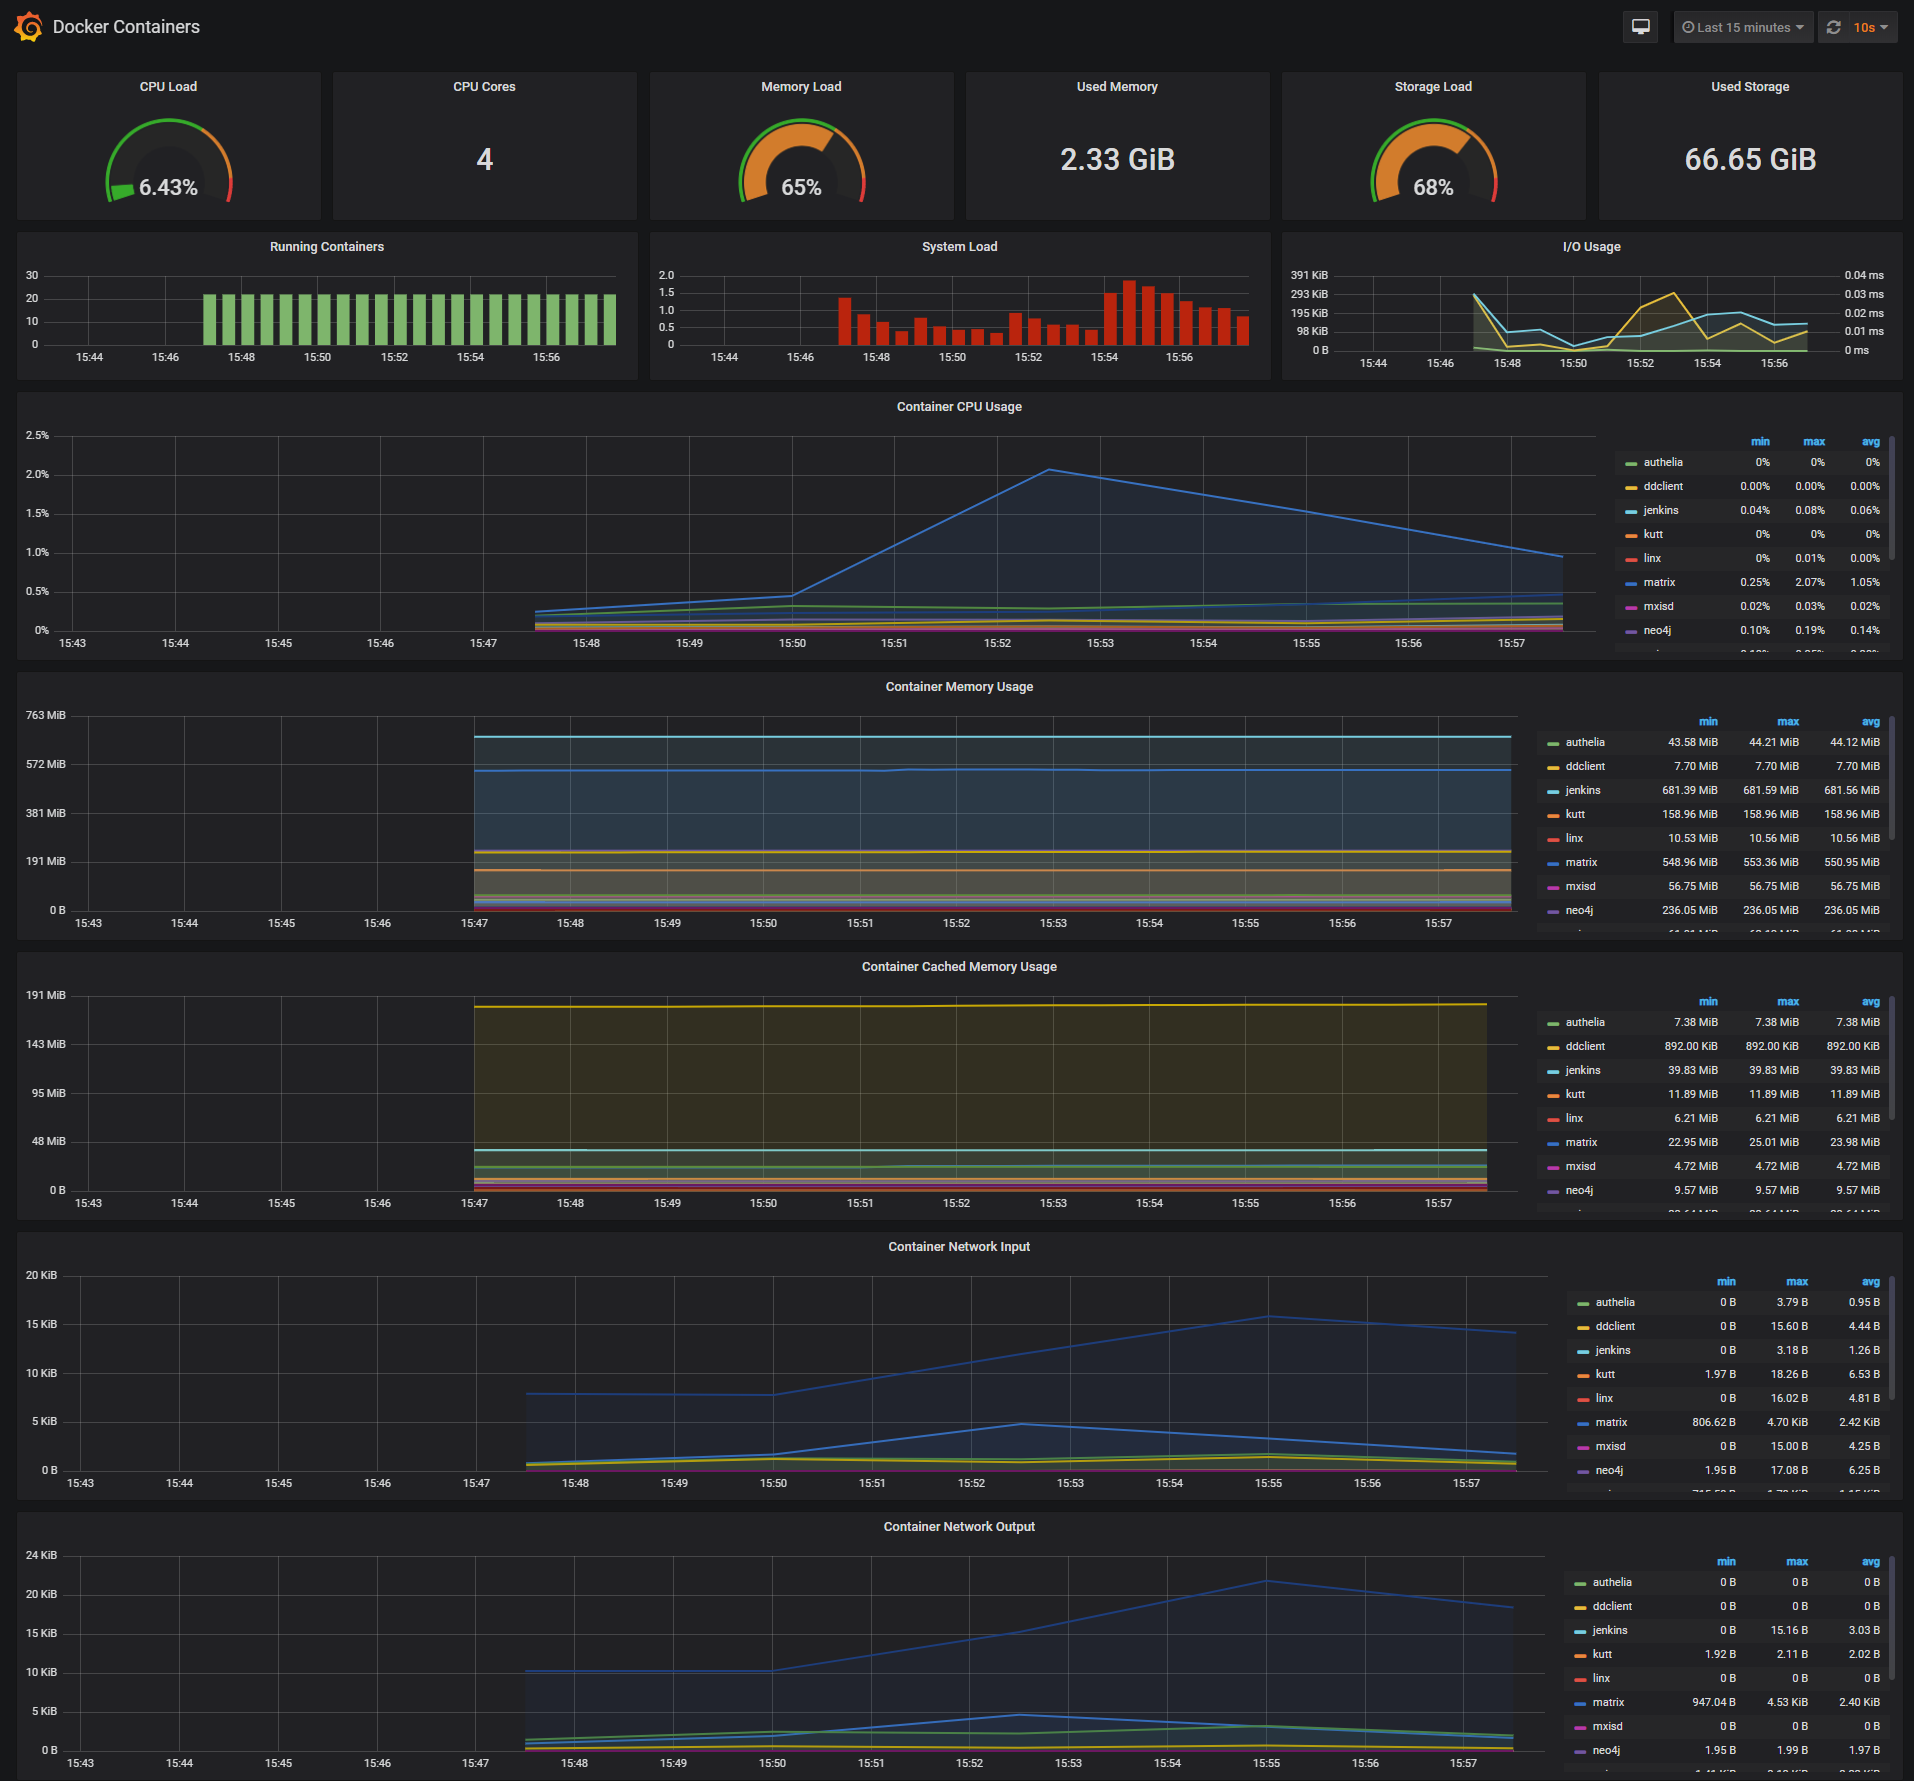 Docker Containers
Last 15 minutes
10s
CPU Load
CPU Cores
Memory Load
Used Memory
Storage Load
Used Storage
6.43%
4
65%
2.33 GiB
68%
66.65 GiB
Running Containers
30
20
10
0
15:44 15:46 15:48 15:50 15:52 15:54 15:56
System Load
2.0
1.5
1.0
0.5
0
15:44 15:46 15:48 15:50 15:52 15:54 15:56
I/O Usage
391 KiB 0.04 ms
293 KiB 0.03 ms
195 KiB 0.02 ms
98 KiB 0.01 ms
0 B 0 ms
15:44 15:46 15:48 15:50 15:52 15:54 15:56
Container CPU Usage
2.5%
2.0%
1.5%
1.0%
0.5%
0%
15:43 15:44 15:45 15:46 15:47 15:48 15:49 15:50 15:51 15:52 15:53 15:54 15:55 15:56 15:57
min max avg
authelia 0% 0% 0%
ddclient 0.00% 0.00% 0.00%
jenkins 0.04% 0.08% 0.06%
kutt 0% 0% 0%
linx 0% 0.01% 0.00%
matrix 0.25% 2.07% 1.05%
mxisd 0.02% 0.03% 0.02%
neo4j 0.10% 0.19% 0.14%
Container Memory Usage
763 MiB
572 MiB
381 MiB
191 MiB
0 B
15:43 15:44 15:45 15:46 15:47 15:48 15:49 15:50 15:51 15:52 15:53 15:54 15:55 15:56 15:57
min max avg
authelia 43.58 MiB 44.21 MiB 44.12 MiB
ddclient 7.70 MiB 7.70 MiB 7.70 MiB
jenkins 681.39 MiB 681.59 MiB 681.56 MiB
kutt 158.96 MiB 158.96 MiB 158.96 MiB
linx 10.53 MiB 10.56 MiB 10.56 MiB
matrix 548.96 MiB 553.36 MiB 550.95 MiB
mxisd 56.75 MiB 56.75 MiB 56.75 MiB
neo4j 236.05 MiB 236.05 MiB 236.05 MiB
Container Cached Memory Usage
191 MiB
143 MiB
95 MiB
48 MiB
0 B
15:43 15:44 15:45 15:46 15:47 15:48 15:49 15:50 15:51 15:52 15:53 15:54 15:55 15:56 15:57
min max avg
authelia 7.38 MiB 7.38 MiB 7.38 MiB
ddclient 892.00 KiB 892.00 KiB 892.00 KiB
jenkins 39.83 MiB 39.83 MiB 39.83 MiB
kutt 11.89 MiB 11.89 MiB 11.89 MiB
linx 6.21 MiB 6.21 MiB 6.21 MiB
matrix 22.95 MiB 25.01 MiB 23.98 MiB
mxisd 4.72 MiB 4.72 MiB 4.72 MiB
neo4j 9.57 MiB 9.57 MiB 9.57 MiB
Container Network Input
20 KiB
15 KiB
10 KiB
5 KiB
0 B
15:43 15:44 15:45 15:46 15:47 15:48 15:49 15:50 15:51 15:52 15:53 15:54 15:55 15:56 15:57
min max avg
authelia 0 B 3.79 B 0.95 B
ddclient 0 B 15.60 B 4.44 B
jenkins 0 B 3.18 B 1.26 B
kutt 1.97 B 18.26 B 6.53 B
linx 0 B 16.02 B 4.81 B
matrix 806.62 B 4.70 KiB 2.42 KiB
mxisd 0 B 15.00 B 4.25 B
neo4j 1.95 B 17.08 B 6.25 B
Container Network Output
24 KiB
20 KiB
15 KiB
10 KiB
5 KiB
0 B
15:43 15:44 15:45 15:46 15:47 15:48 15:49 15:50 15:51 15:52 15:53 15:54 15:55 15:56 15:57
min max avg
authelia 0 B 0 B 0 B
ddclient 0 B 0 B 0 B
jenkins 0 B 15.16 B 3.03 B
kutt 1.92 B 2.11 B 2.02 B
linx 0 B 0 B 0 B
matrix 947.04 B 4.53 KiB 2.40 KiB
mxisd 0 B 0 B 0 B
neo4j 1.95 B 1.99 B 1.97 B